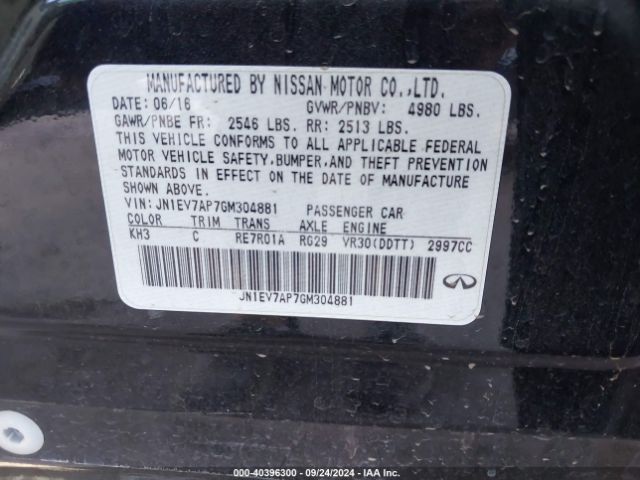 MANUFACTURED BY NISSAN MOTOR CO.,LTD.
DATE: 06/16 GVWR/PNBV: 4980 LBS.
GAWR/PNBE FR: 2546 LBS. RR: 2513 LBS.
THIS VEHICLE CONFORMS TO ALL APPLICABLE FEDERAL
MOTOR VEHICLE SAFETY,BUMPER,AND THEFT PREVENTION
STANDARDS IN EFFECT ON THE DATE OF MANUFACTURE
SHOWN ABOVE.
VIN: JN1EV7AP7GM304881 PASSENGER CAR
COLOR TRIM TRANS AXLE ENGINE
KH3 C RE7R01A RG29 VR30(DDTT) 2997CC
JN1EV7AP7GM304881
000-40396300 - 09/24/2024 - IAA Inc.